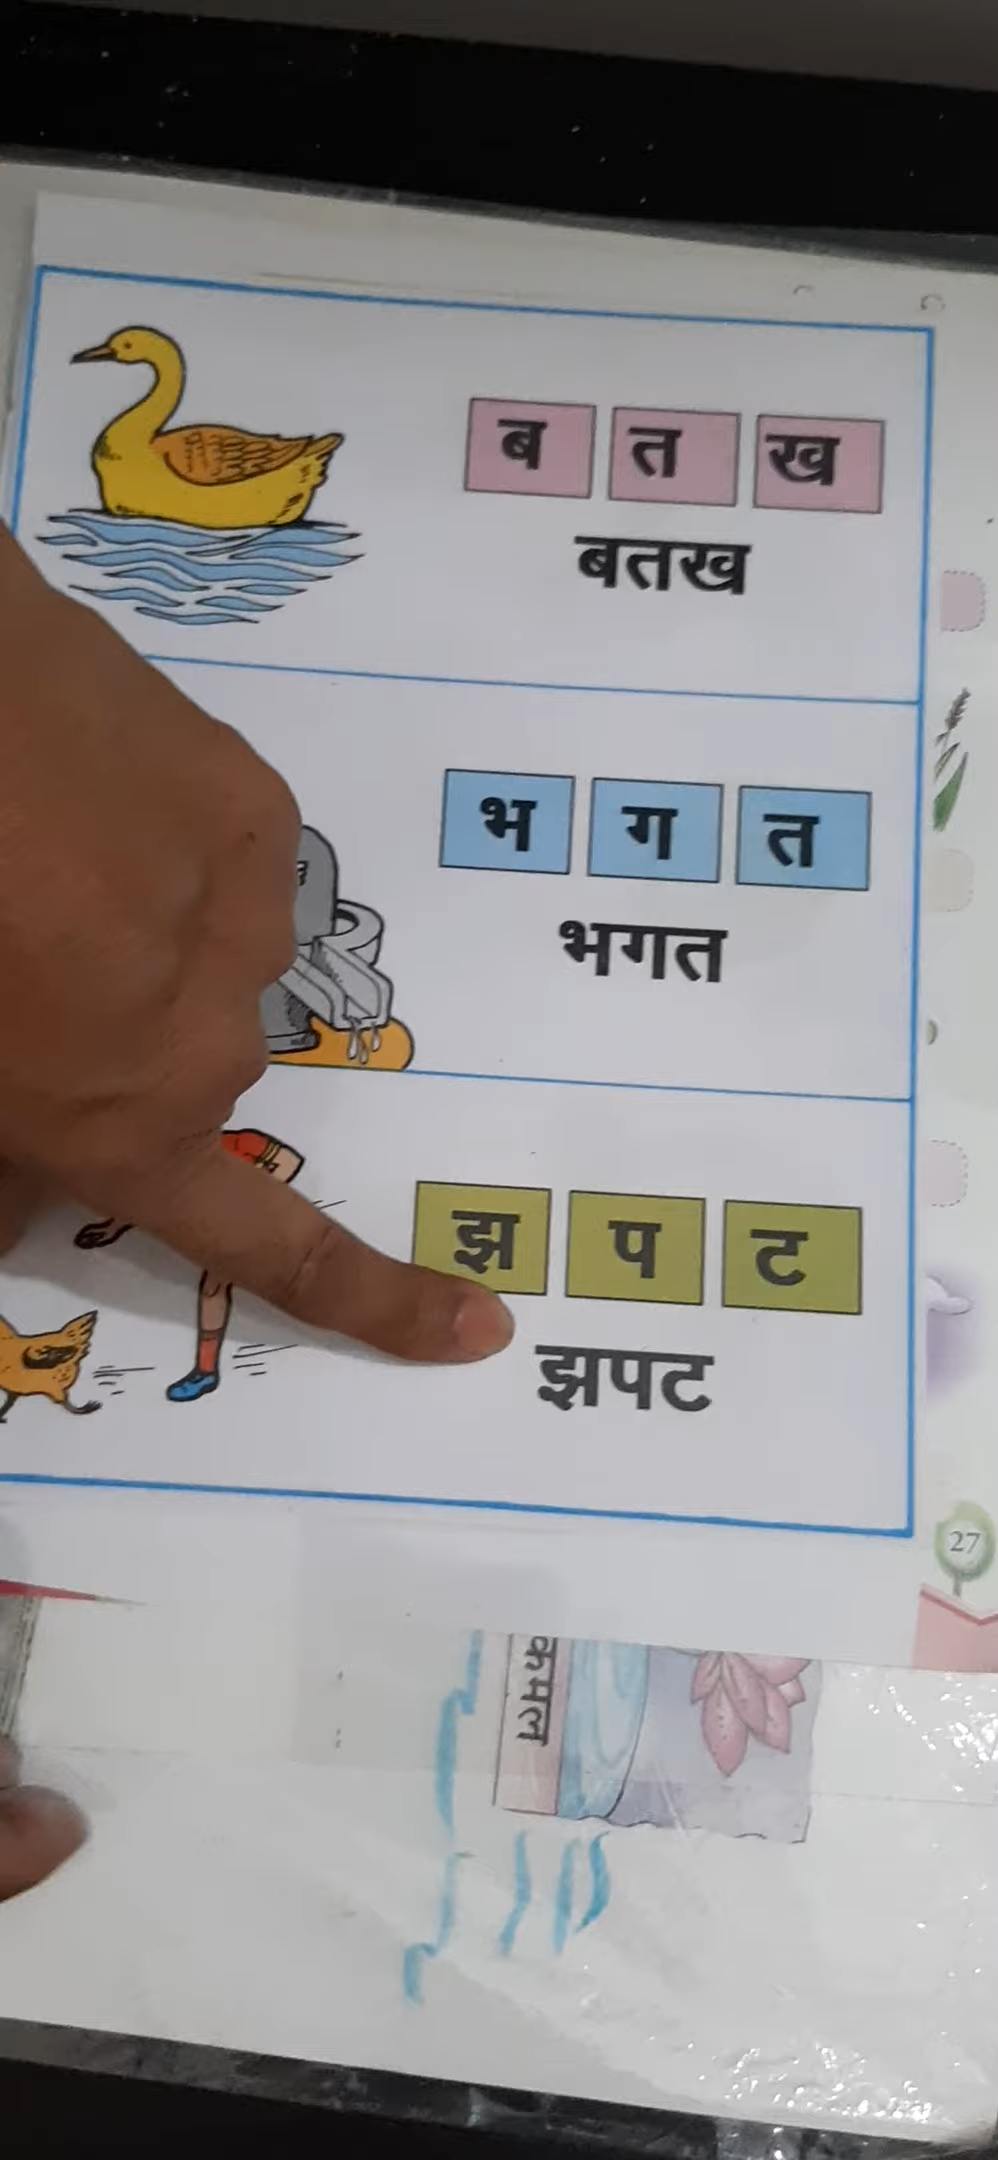 ब त ख
बतख
भ ग त
भगत
झ प ट
झपट
27
कमल